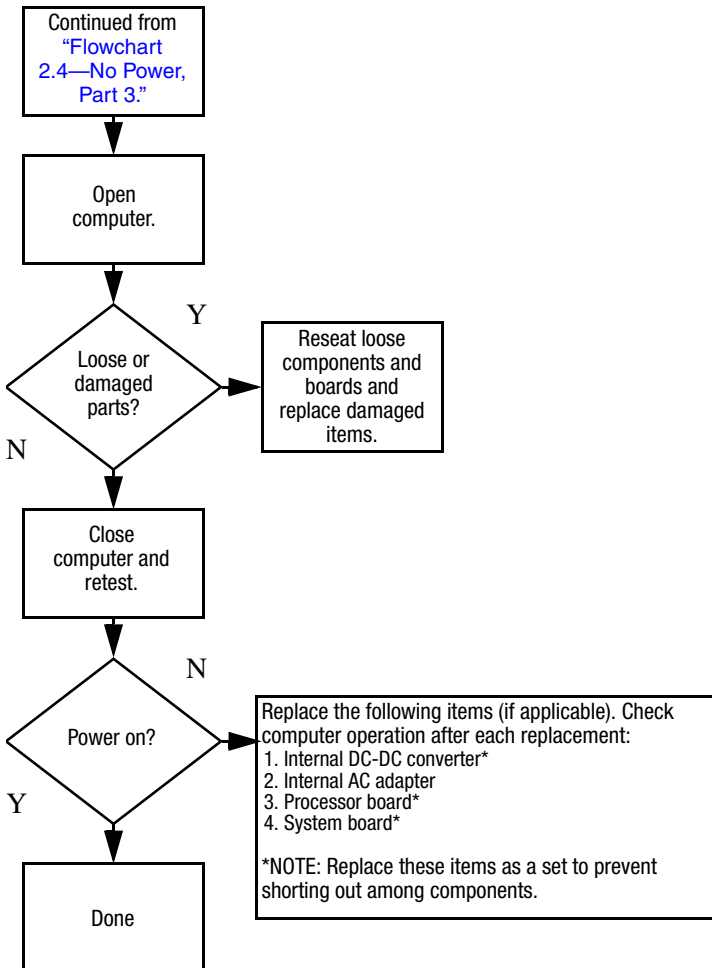 Continued from
“Flowchart
2.4—No Power,
Part 3.”
Open
computer.
Y
Loose or
damaged
parts?
Reseat loose
components and
boards and
replace damaged
items.
N
Close
computer and
retest.
N
Power on?
Replace the following items (if applicable). Check
computer operation after each replacement:
1. Internal DC-DC converter*
2. Internal AC adapter
3. Processor board*
4. System board*
*NOTE: Replace these items as a set to prevent
shorting out among components.
Y
Done